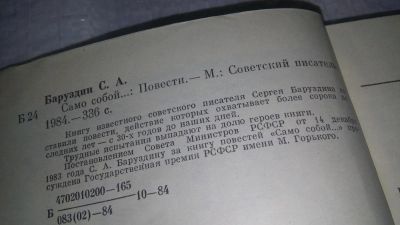 Баруздин С. А.
Б 24
Само собой...: Повести.— М.: Советский писатель
1984.—336 с.
Книгу известного советского писателя Сергея Баруздина
ставили повести, действие которых охватывает более сорока
следних лет — с 30-х годов до наших дней.
Трудные испытания выпадают на долю героев книги.
Постановлением Совета Министров РСФСР от 14 декабря
1983 года С. А. Баруздину за книгу повестей «Само собой...»
суждена Государственная премия РСФСР имени М. Горького.
4702010200—165
Б
10—84
083(02)—84